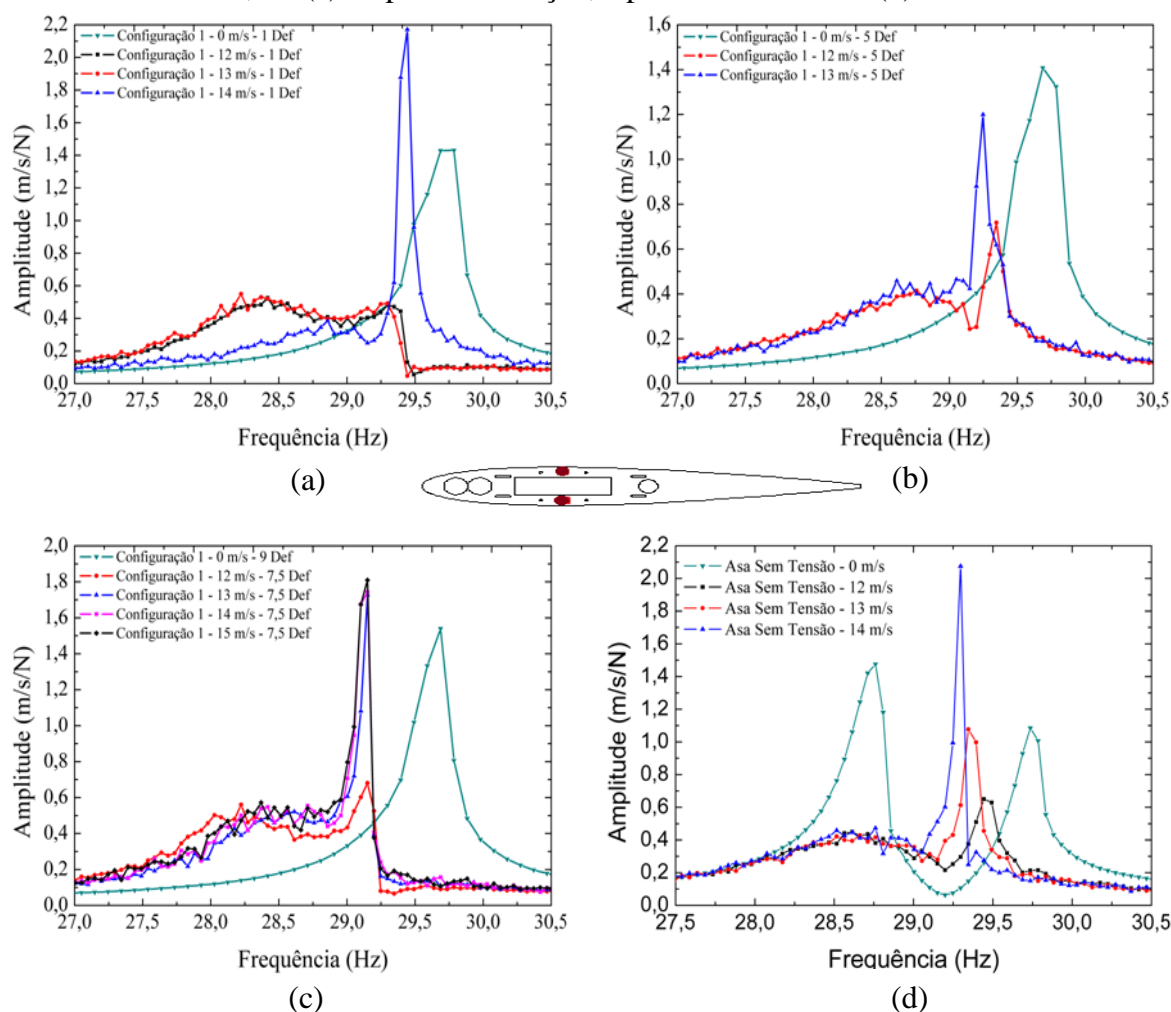 Configuração 1 - 0 m/s - 1 Def
Configuração 1 - 12 m/s - 1 Def
Configuração 1 - 13 m/s - 1 Def
Configuração 1 - 14 m/s - 1 Def
2,2
2,0
1,8
1,6
1,4
1,2
1,0
0,8
0,6
0,4
0,2
0,0
Amplitude (m/s/N)
27,0 27,5 28,0 28,5 29,0 29,5 30,0 30,5
Frequência (Hz)
(a)
Configuração 1 - 0 m/s - 5 Def
Configuração 1 - 12 m/s - 5 Def
Configuração 1 - 13 m/s - 5 Def
1,6
1,4
1,2
1,0
0,8
0,6
0,4
0,2
0,0
Amplitude (m/s/N)
27,0 27,5 28,0 28,5 29,0 29,5 30,0 30,5
Frequência (Hz)
(b)
Configuração 1 - 0 m/s - 9 Def
Configuração 1 - 12 m/s - 7,5 Def
Configuração 1 - 13 m/s - 7,5 Def
Configuração 1 - 14 m/s - 7,5 Def
Configuração 1 - 15 m/s - 7,5 Def
2,0
1,8
1,6
1,4
1,2
1,0
0,8
0,6
0,4
0,2
0,0
Amplitude (m/s/N)
27,0 27,5 28,0 28,5 29,0 29,5 30,0 30,5
Frequência (Hz)
(c)
Asa Sem Tensão - 0 m/s
Asa Sem Tensão - 12 m/s
Asa Sem Tensão - 13 m/s
Asa Sem Tensão - 14 m/s
2,2
2,0
1,8
1,6
1,4
1,2
1,0
0,8
0,6
0,4
0,2
0,0
Amplitude (m/s/N)
27,5 28,0 28,5 29,0 29,5 30,0 30,5
Frequência (Hz)
(d)